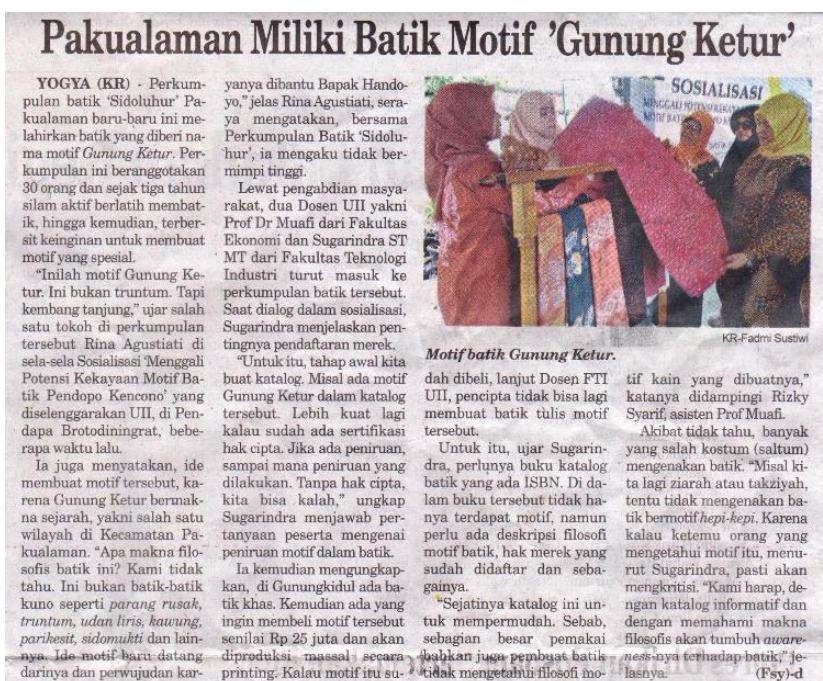 Pakualaman Miliki Batik Motif 'Gunung Ketur'
YOGYA (KR) - Perkum-
pulan batik 'Sidoluhur' Pa-
kualaman baru-baru ini me-
lahirkan batik yang diberi na-
ma motif Gunung Ketur. Per-
kumpulan ini beranggotakan
30 orang dan sejak tiga tahun
silam aktif berlatih membat-
ik, hingga kemudian, terber-
sit keinginan untuk membuat
motif yang spesial.
"Inilah motif Gunung Ke-
tur. Ini bukan truntum. Tapi
kembang tanjung," ujar salah
satu tokoh di perkumpulan
tersebut Rina Agustiati di
sela-sela Sosialisasi 'Menggali
Potensi Kekayaan Motif Ba-
tik Pendopo Kencono' yang
diselenggarakan UII, di Pen-
dapa Brotodiningrat, bebe-
rapa waktu lalu.
Ia juga menyatakan, ide
membuat motif tersebut, ka-
rena Gunung Ketur bermak-
na sejarah, yakni salah satu
wilayah di Kecamatan Pa-
kualaman. "Apa makna filo-
sofis batik ini? Kami tidak
tahu. Ini bukan batik-batik
kuno seperti parang rusak,
truntum, udan liris, kawung,
parikesit, sidomukti dan lain-
nya. Ide motif baru datang
darinya dan perwujudan kar-
yanya dibantu Bapak Hando-
yo," jelas Rina Agustiati, sera-
ya mengatakan, bersama
Perkumpulan Batik 'Sidolu-
hur', ia mengaku tidak ber-
mimpi tinggi.
Lewat pengabdian masya-
rakat, dua Dosen UII yakni
Prof Dr Muafi dari Fakultas
Ekonomi dan Sugarindra ST
MT dari Fakultas Teknologi
Industri turut masuk ke
perkumpulan batik tersebut.
Saat dialog dalam sosialisasi,
Sugarindra menjelaskan pen-
tingnya pendaftaran merek.
"Untuk itu, tahap awal kita
buat katalog. Misal ada motif
Gunung Ketur dalam katalog
tersebut. Lebih kuat lagi
kalau sudah ada sertifikasi
hak cipta. Jika ada peniruan,
sampai mana peniruan yang
dilakukan. Tanpa hak cipta,
kita bisa kalah," ungkap
Sugarindra menjawab per-
tanyaan peserta mengenai
peniruan motif dalam batik.
Ia kemudian mengungkap-
kan, di Gunungkidul ada ba-
tik khas. Kemudian ada yang
ingin membeli motif tersebut
senilai Rp 25 juta dan akan
diproduksi massal secara
printing. Kalau motif itu su-
SOSIALISASI
MENGGALI POTENSI KEKAYA
MOTIF BATIK
KR-Fadmi Sustiwi
Motif batik Gunung Ketur.
dah dibeli, lanjut Dosen FTI
UII, pencipta tidak bisa lagi
membuat batik tulis motif
tersebut.
Untuk itu, ujar Sugarin-
dra, perlunya buku katalog
batik yang ada ISBN. Di da-
lam buku tersebut tidak ha-
nya terdapat motif, namun
perlu ada deskripsi filosofi
motif batik, hak merek yang
sudah didaftar dan seba-
gainya.
"Sejatinya katalog ini un-
tuk mempermudah. Sebab,
sebagian besar pemakai
bahkan juga pembuat batik
tidak mengetahui filosofi mo-
tif kain yang dibuatnya,"
katanya didampingi Rizky
Syarif, asisten Prof Muafi.
Akibat tidak tahu, banyak
yang salah kostum (saltum)
mengenakan batik. "Misal ki-
ta lagi ziarah atau takziyah,
tentu tidak mengenakan ba-
tik bermotif hepi-kepi. Karena
kalau ketemu orang yang
mengetahui motif itu, menu-
rut Sugarindra, pasti akan
mengkritisi. "Kami harap, de-
ngan katalog informatif dan
dengan memahami makna
filosofis akan tumbuh aware-
ness-nya terhadap batik," je-
lasnya. (Fsy)-d